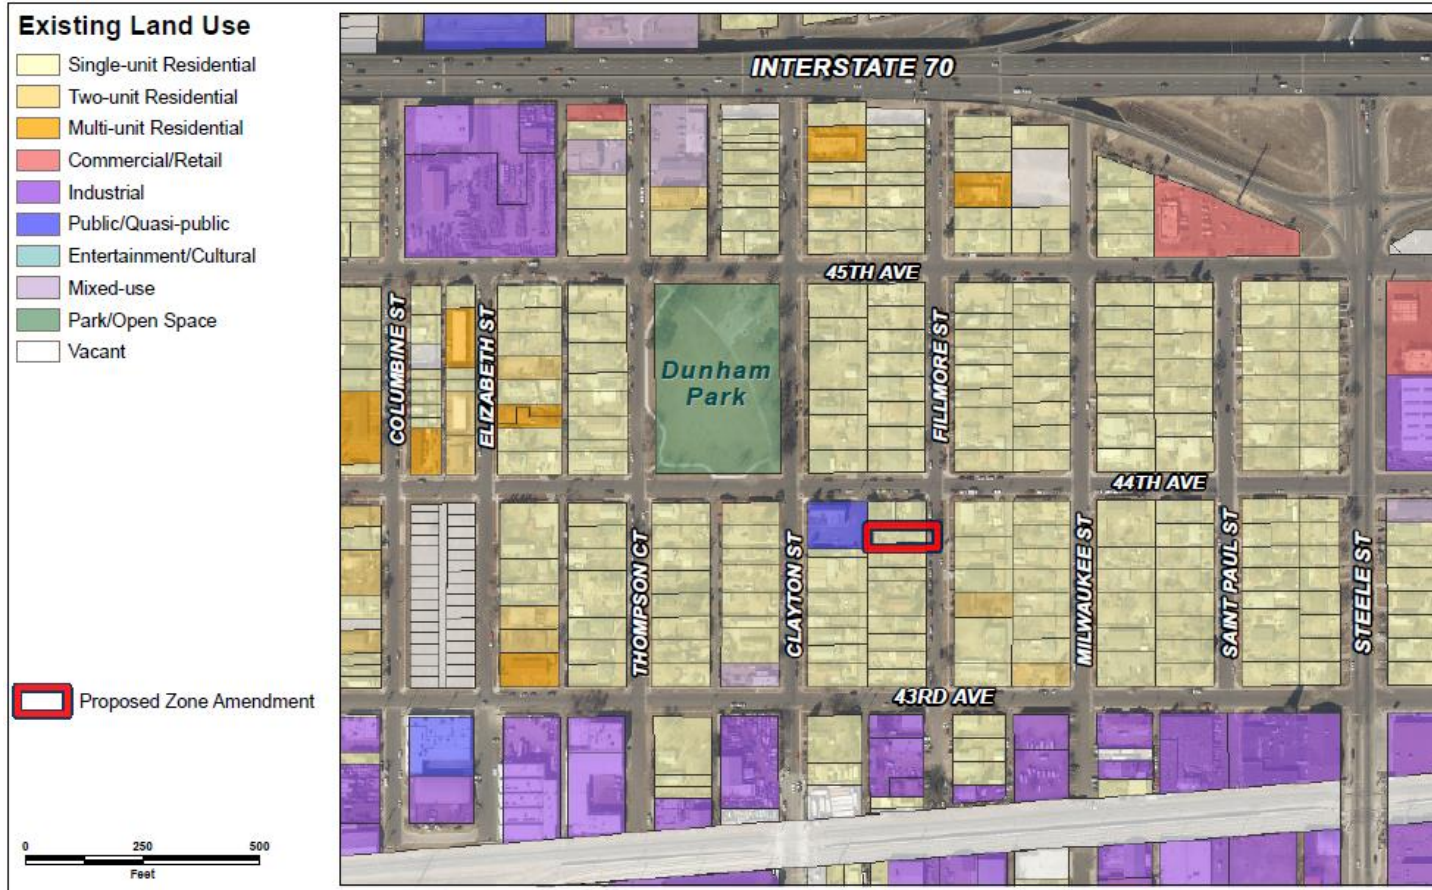 Existing Land Use
Single-unit Residential
Two-unit Residential
Multi-unit Residential
Commercial/Retail
Industrial
Public/Quasi-public
Entertainment/Cultural
Mixed-use
Park/Open Space
Vacant
Proposed Zone Amendment
0 250 500
Feet
INTERSTATE 70
45TH AVE
COLUMBINE ST
ELIZABETH ST
Dunham
Park
FILLMORE ST
44TH AVE
THOMPSON CT
CLAYTON ST
MILWAUKEE ST
SAINT PAUL ST
STEELE ST
43RD AVE